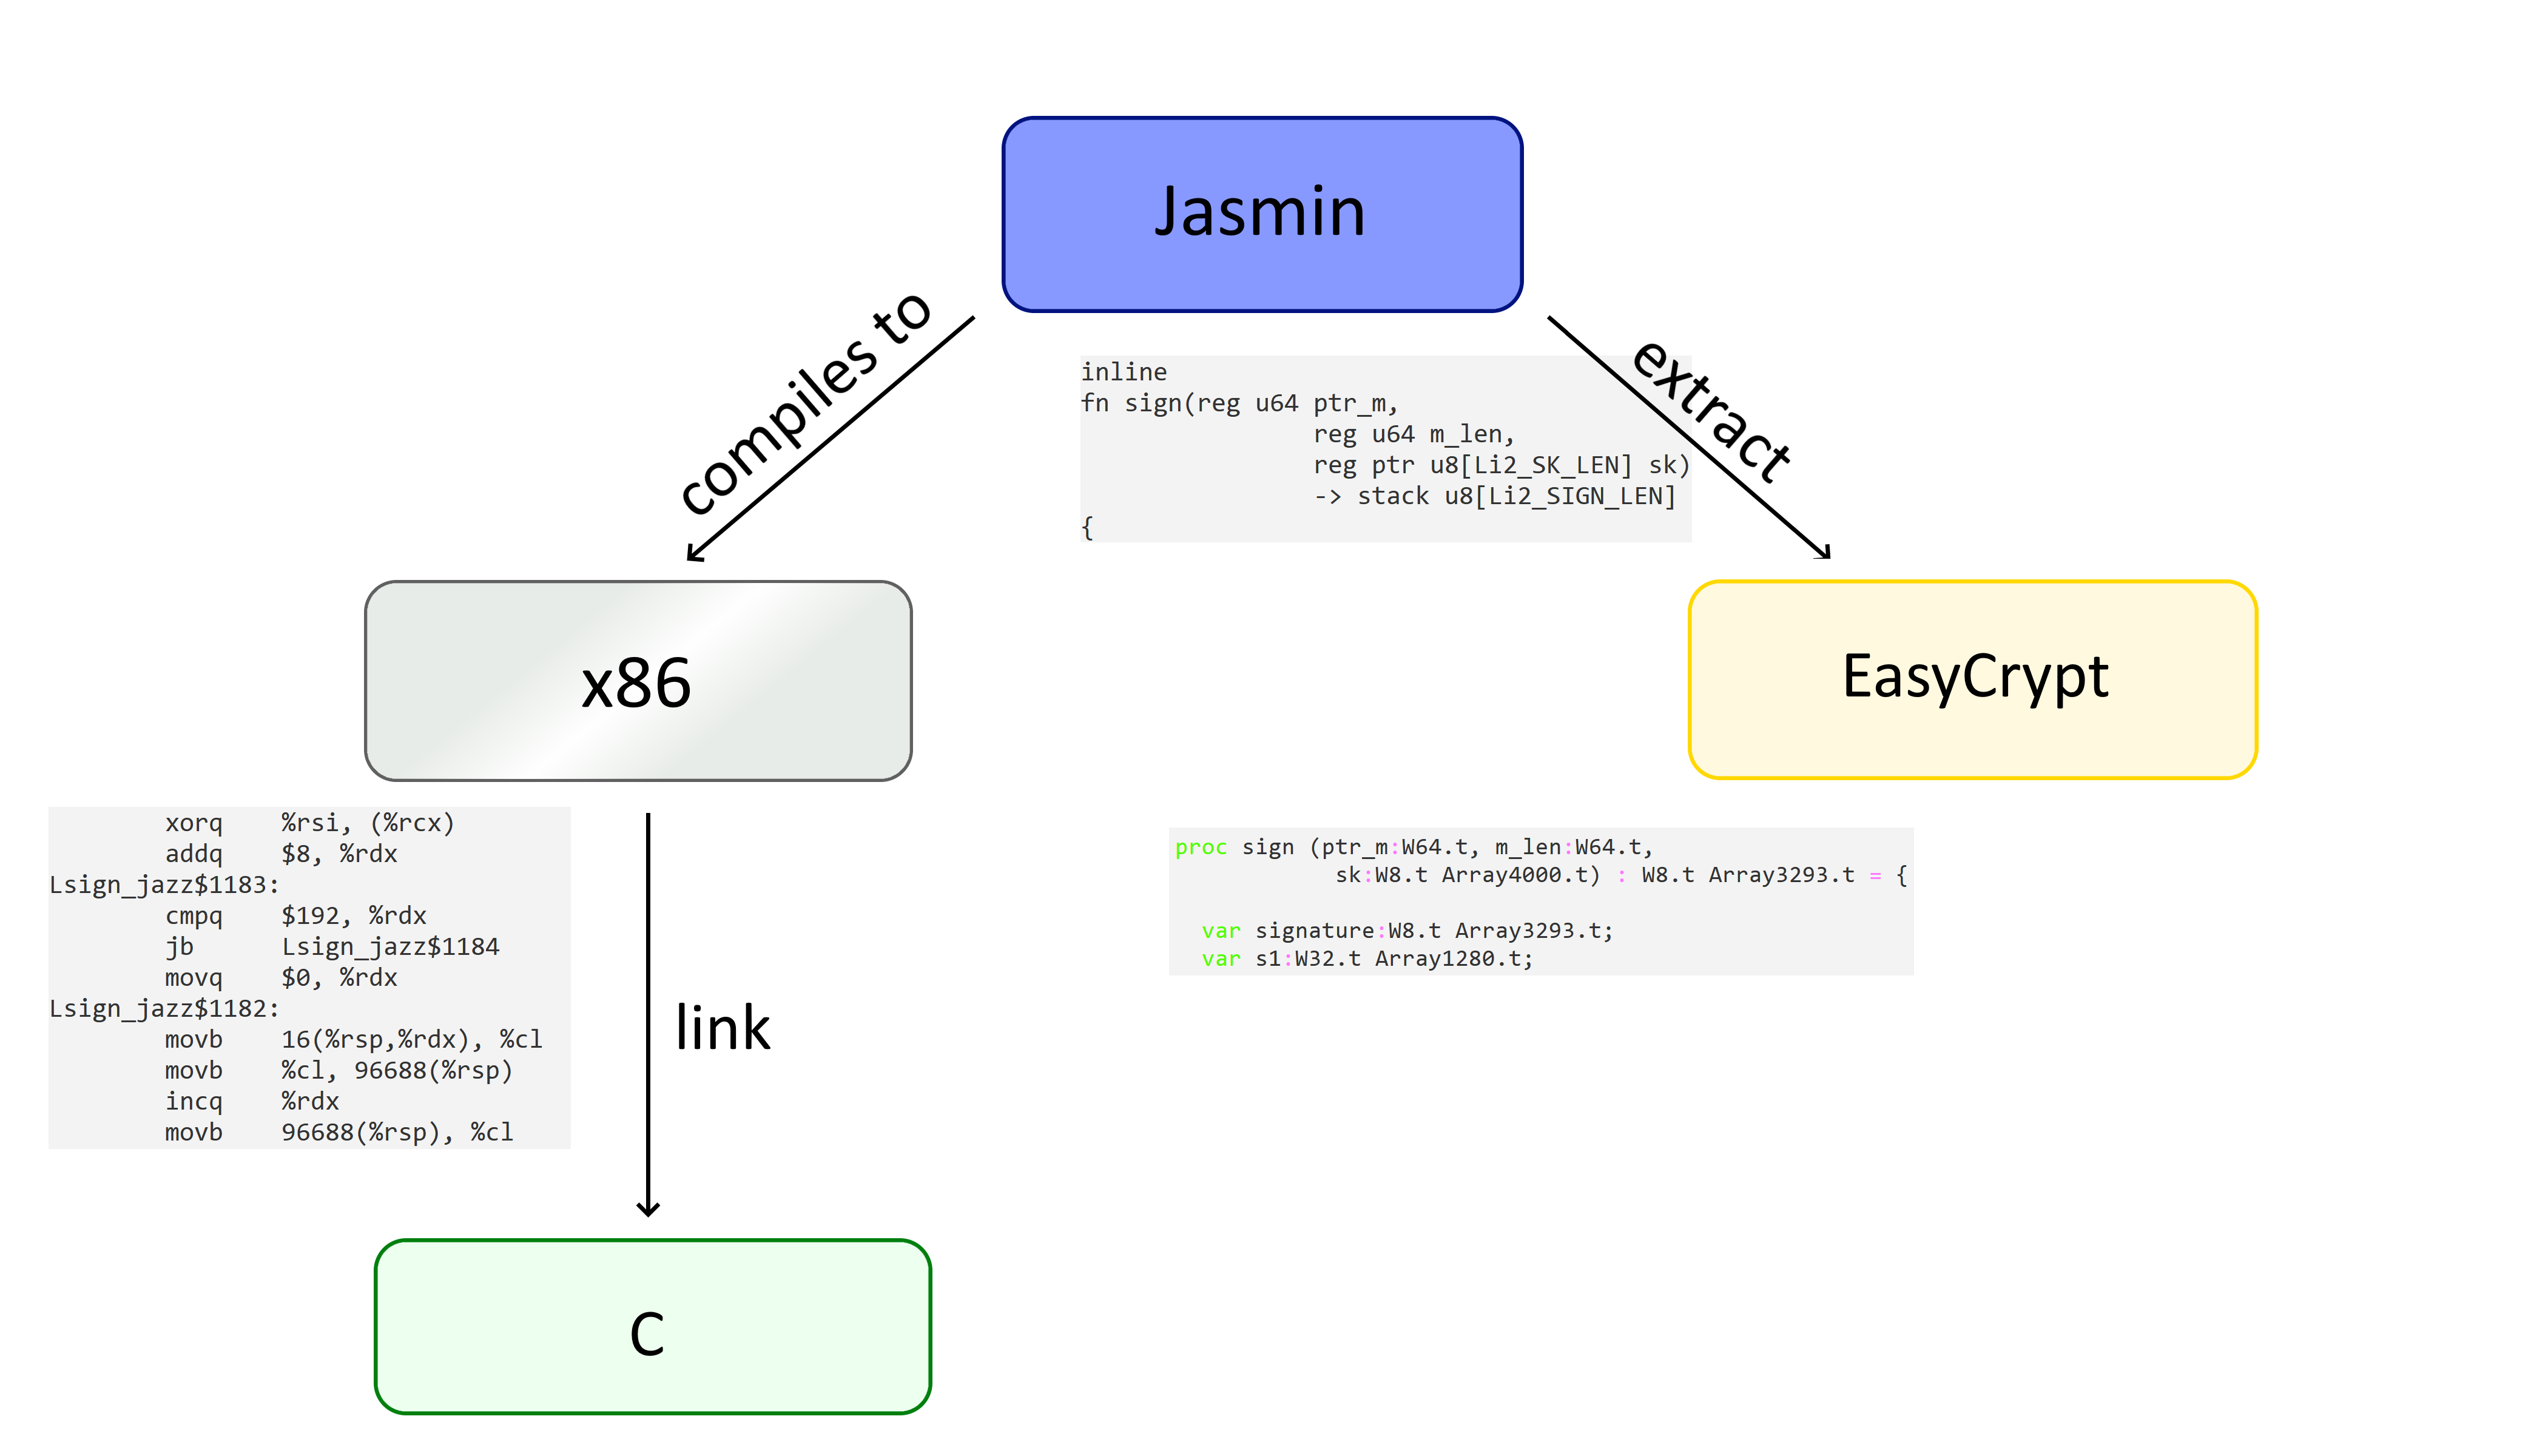 Jasmin
compiles to
extract
inline
fn sign(reg u64 ptr_m,
                reg u64 m_len,
                reg ptr u8[Li2_SK_LEN] sk)
                -> stack u8[Li2_SIGN_LEN]
{
x86
EasyCrypt
        xorq    %rsi, (%rcx)
        addq    $8, %rdx
Lsign_jazz$1183:
        cmpq    $192, %rdx
        jb      Lsign_jazz$1184
        movq    $0, %rdx
Lsign_jazz$1182:
        movb    16(%rsp,%rdx), %cl
        movb    %cl, 96688(%rsp)
        incq    %rdx
        movb    96688(%rsp), %cl
link
proc sign (ptr_m:W64.t, m_len:W64.t,
            sk:W8.t Array4000.t) : W8.t Array3293.t = {
  var signature:W8.t Array3293.t;
  var s1:W32.t Array1280.t;
C